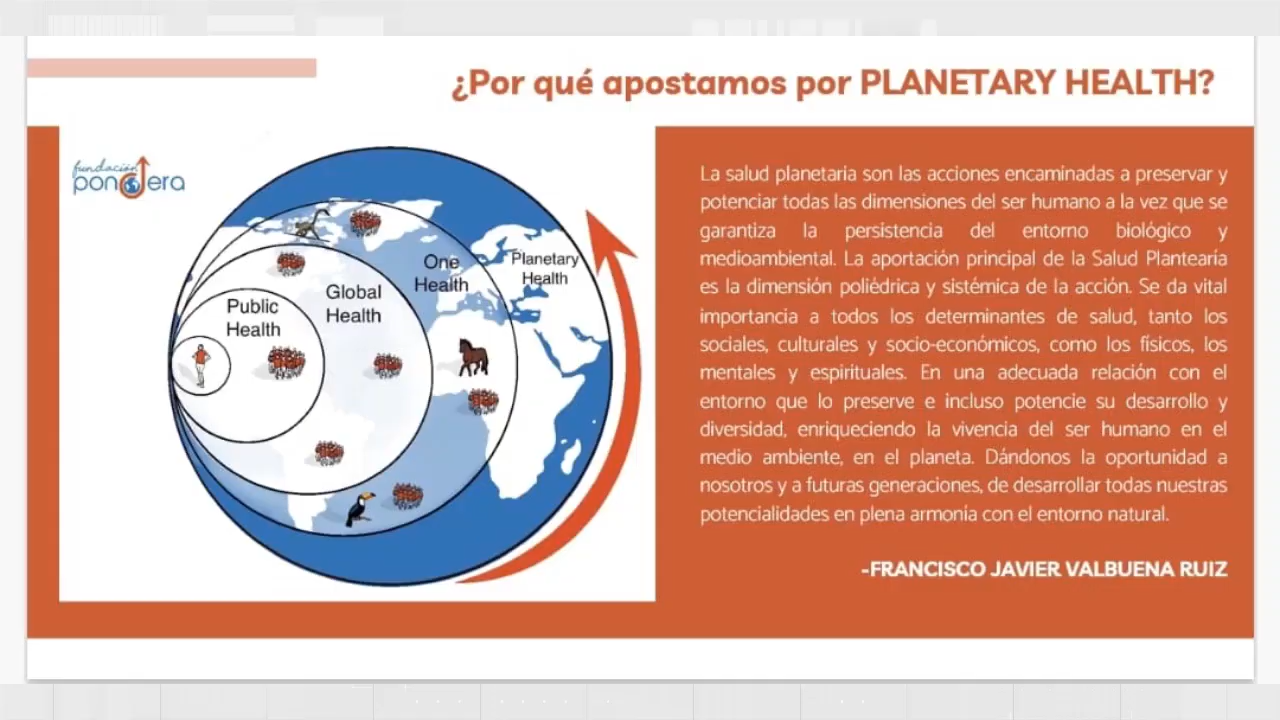 ¿Por qué apostamos por PLANETARY HEALTH?
fundación
pondera
One
Health
Planetary
Health
Global
Health
Public
Health
La salud planetaria son las acciones encaminadas a preservar y
potenciar todas las dimensiones del ser humano a la vez que se
garantiza la persistencia del entorno biológico y
medioambiental. La aportación principal de la Salud Plantearía
es la dimensión poliédrica y sistémica de la acción. Se da vital
importancia a todos los determinantes de salud, tanto los
sociales, culturales y socio-económicos, como los físicos, los
mentales y espirituales. En una adecuada relación con el
entorno que lo preserve e incluso potencie su desarrollo y
diversidad, enriqueciendo la vivencia del ser humano en el
medio ambiente, en el planeta. Dándonos la oportunidad a
nosotros y a futuras generaciones, de desarrollar todas nuestras
potencialidades en plena armonía con el entorno natural.
-FRANCISCO JAVIER VALBUENA RUIZ